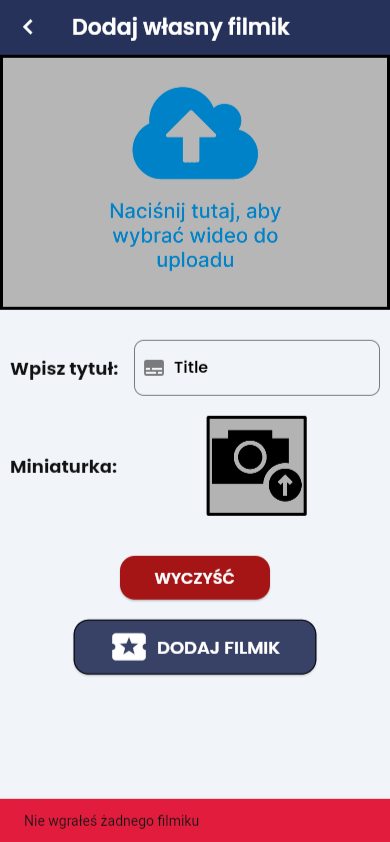 Dodaj własny filmik
Naciśnij tutaj, aby
wybrać wideo do
uploadu
Wpisz tytuł:
Title
Miniaturka:
WYCZYŚĆ
DODAJ FILMIK
Nie wgrałeś żadnego filmiku